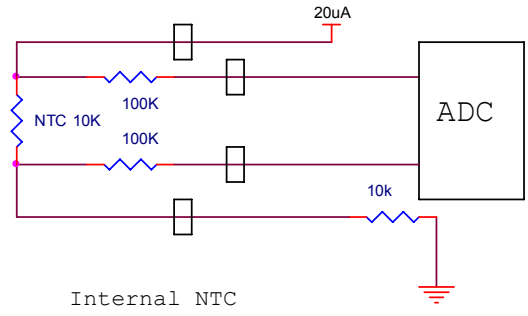 20uA
100K
NTC 10K
100K
ADC
10k
Internal NTC